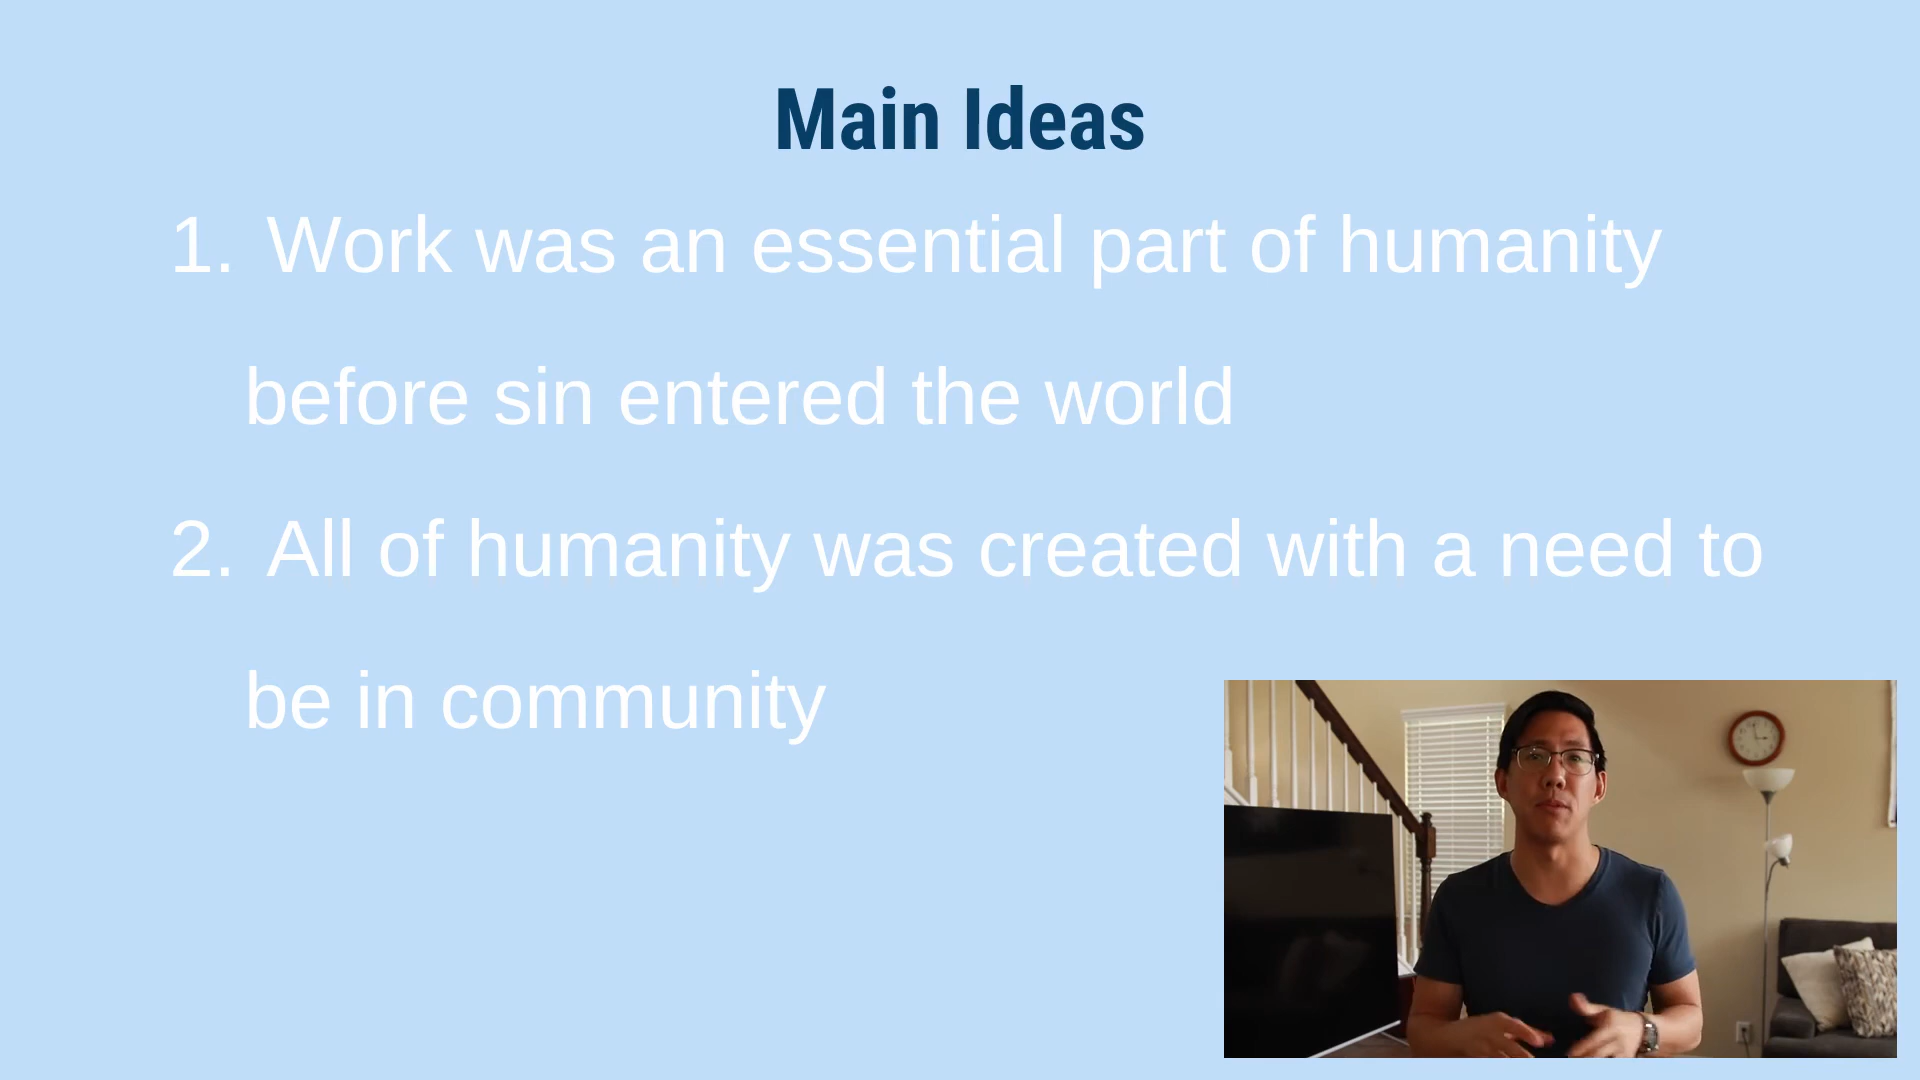 Main Ideas
1. Work was an essential part of humanity
before sin entered the world
2. All of humanity was created with a need to
be in community